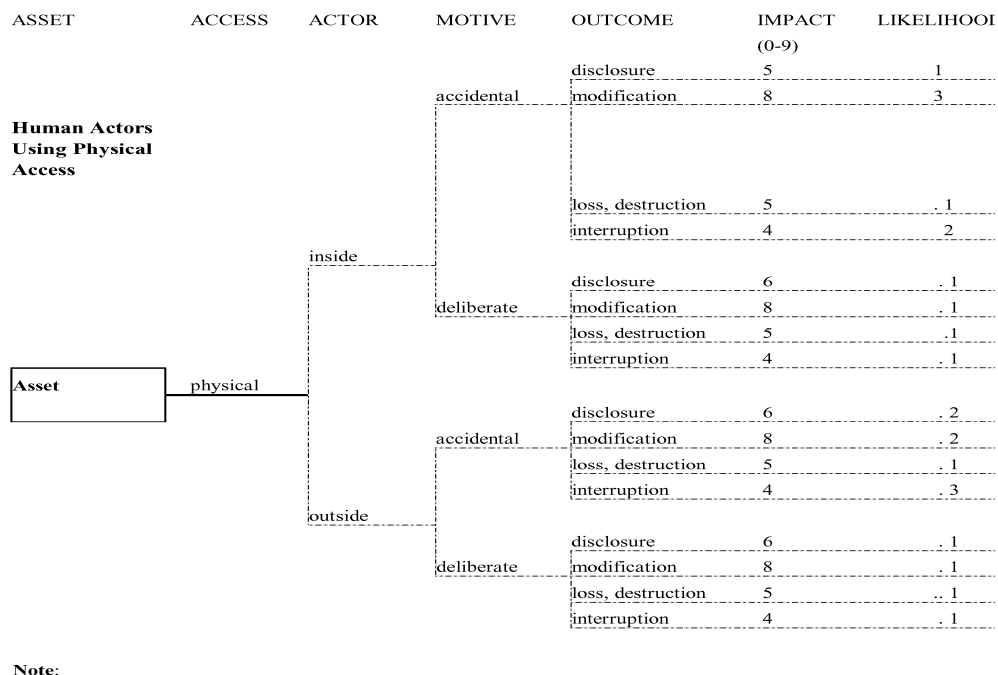 ASSET ACCESS ACTOR MOTIVE OUTCOME IMPACT LIKELIHOOD
(0-9)
disclosure 5 1
accidental modification 8 3
Human Actors
Using Physical
Access
loss, destruction 5 . 1
interruption 4 2
inside
disclosure 6 . 1
deliberate modification 8 . 1
loss, destruction 5 .1
interruption 4 . 1
Asset physical
disclosure 6 . 2
accidental modification 8 . 2
loss, destruction 5 . 1
interruption 4 . 3
outside
disclosure 6 . 1
deliberate modification 8 . 1
loss, destruction 5 .. 1
interruption 4 . 1
Note: